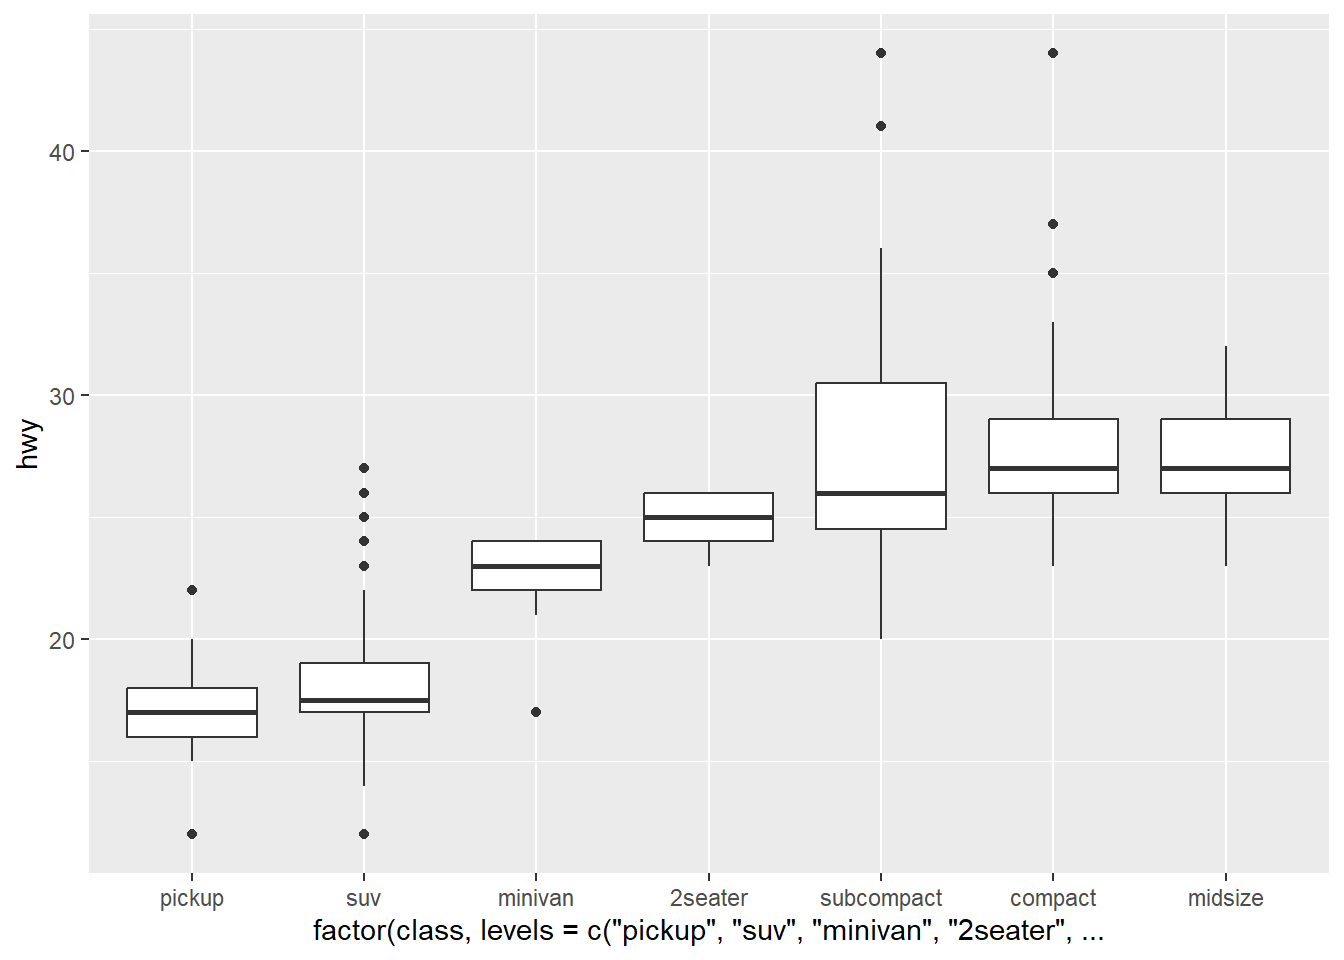 hwy
40
30
20
pickup suv minivan 2seater subcompact compact midsize
factor(class, levels = c("pickup", "suv", "minivan", "2seater", ...